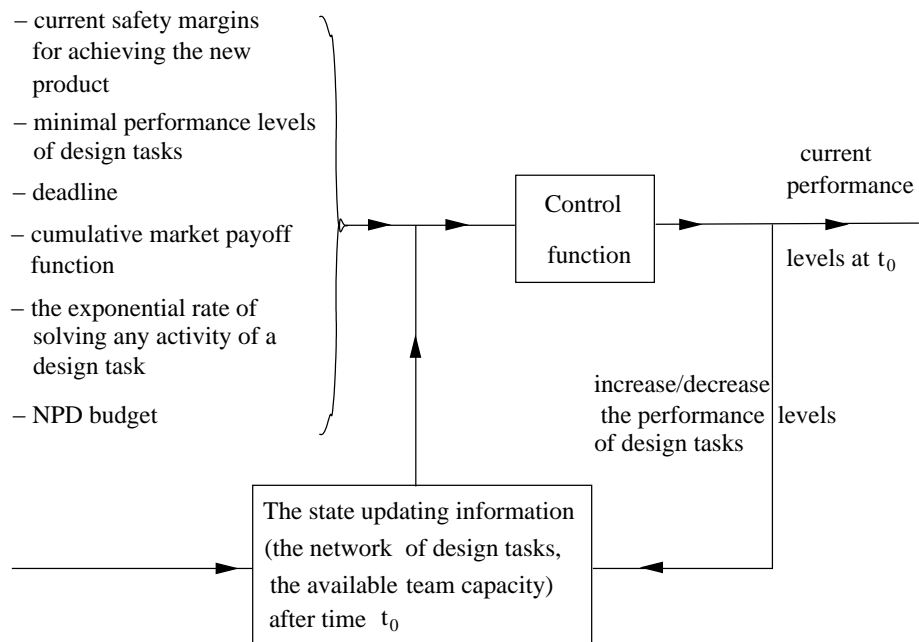 – current safety margins
for achieving the new
product
– minimal performance levels
of design tasks
– deadline
– cumulative market payoff
function
– the exponential rate of
solving any activity of a
design task
– NPD budget
Control
function
current
performance
levels at t₀
increase/decrease
the performance levels
of design tasks
The state updating information
(the network of design tasks,
the available team capacity)
after time t₀